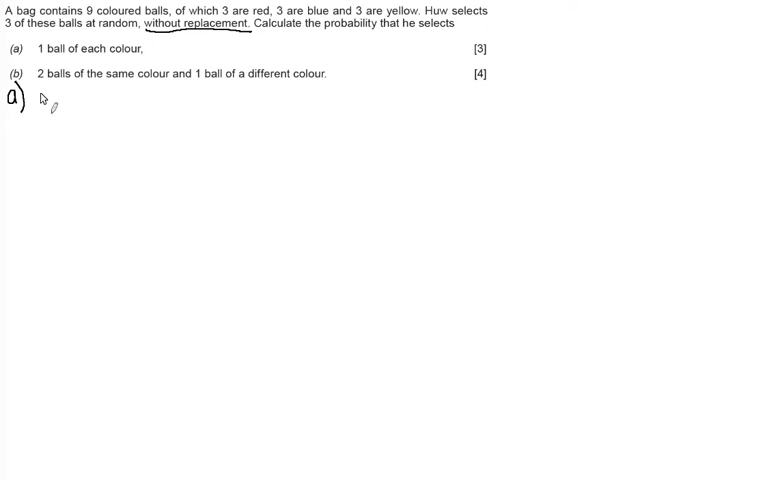 A bag contains 9 coloured balls, of which 3 are red, 3 are blue and 3 are yellow. Huw selects
3 of these balls at random, without replacement. Calculate the probability that he selects
(a) 1 ball of each colour, [3]
(b) 2 balls of the same colour and 1 ball of a different colour. [4]
a)